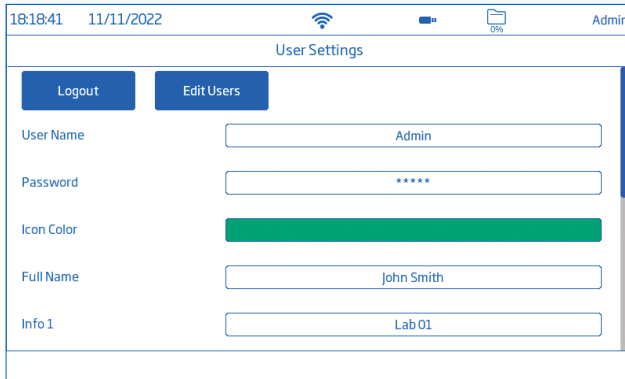 18:18:41 11/11/2022 0% Admin
User Settings
Logout Edit Users
User Name Admin
Password *****
Icon Color
Full Name John Smith
Info 1 Lab 01